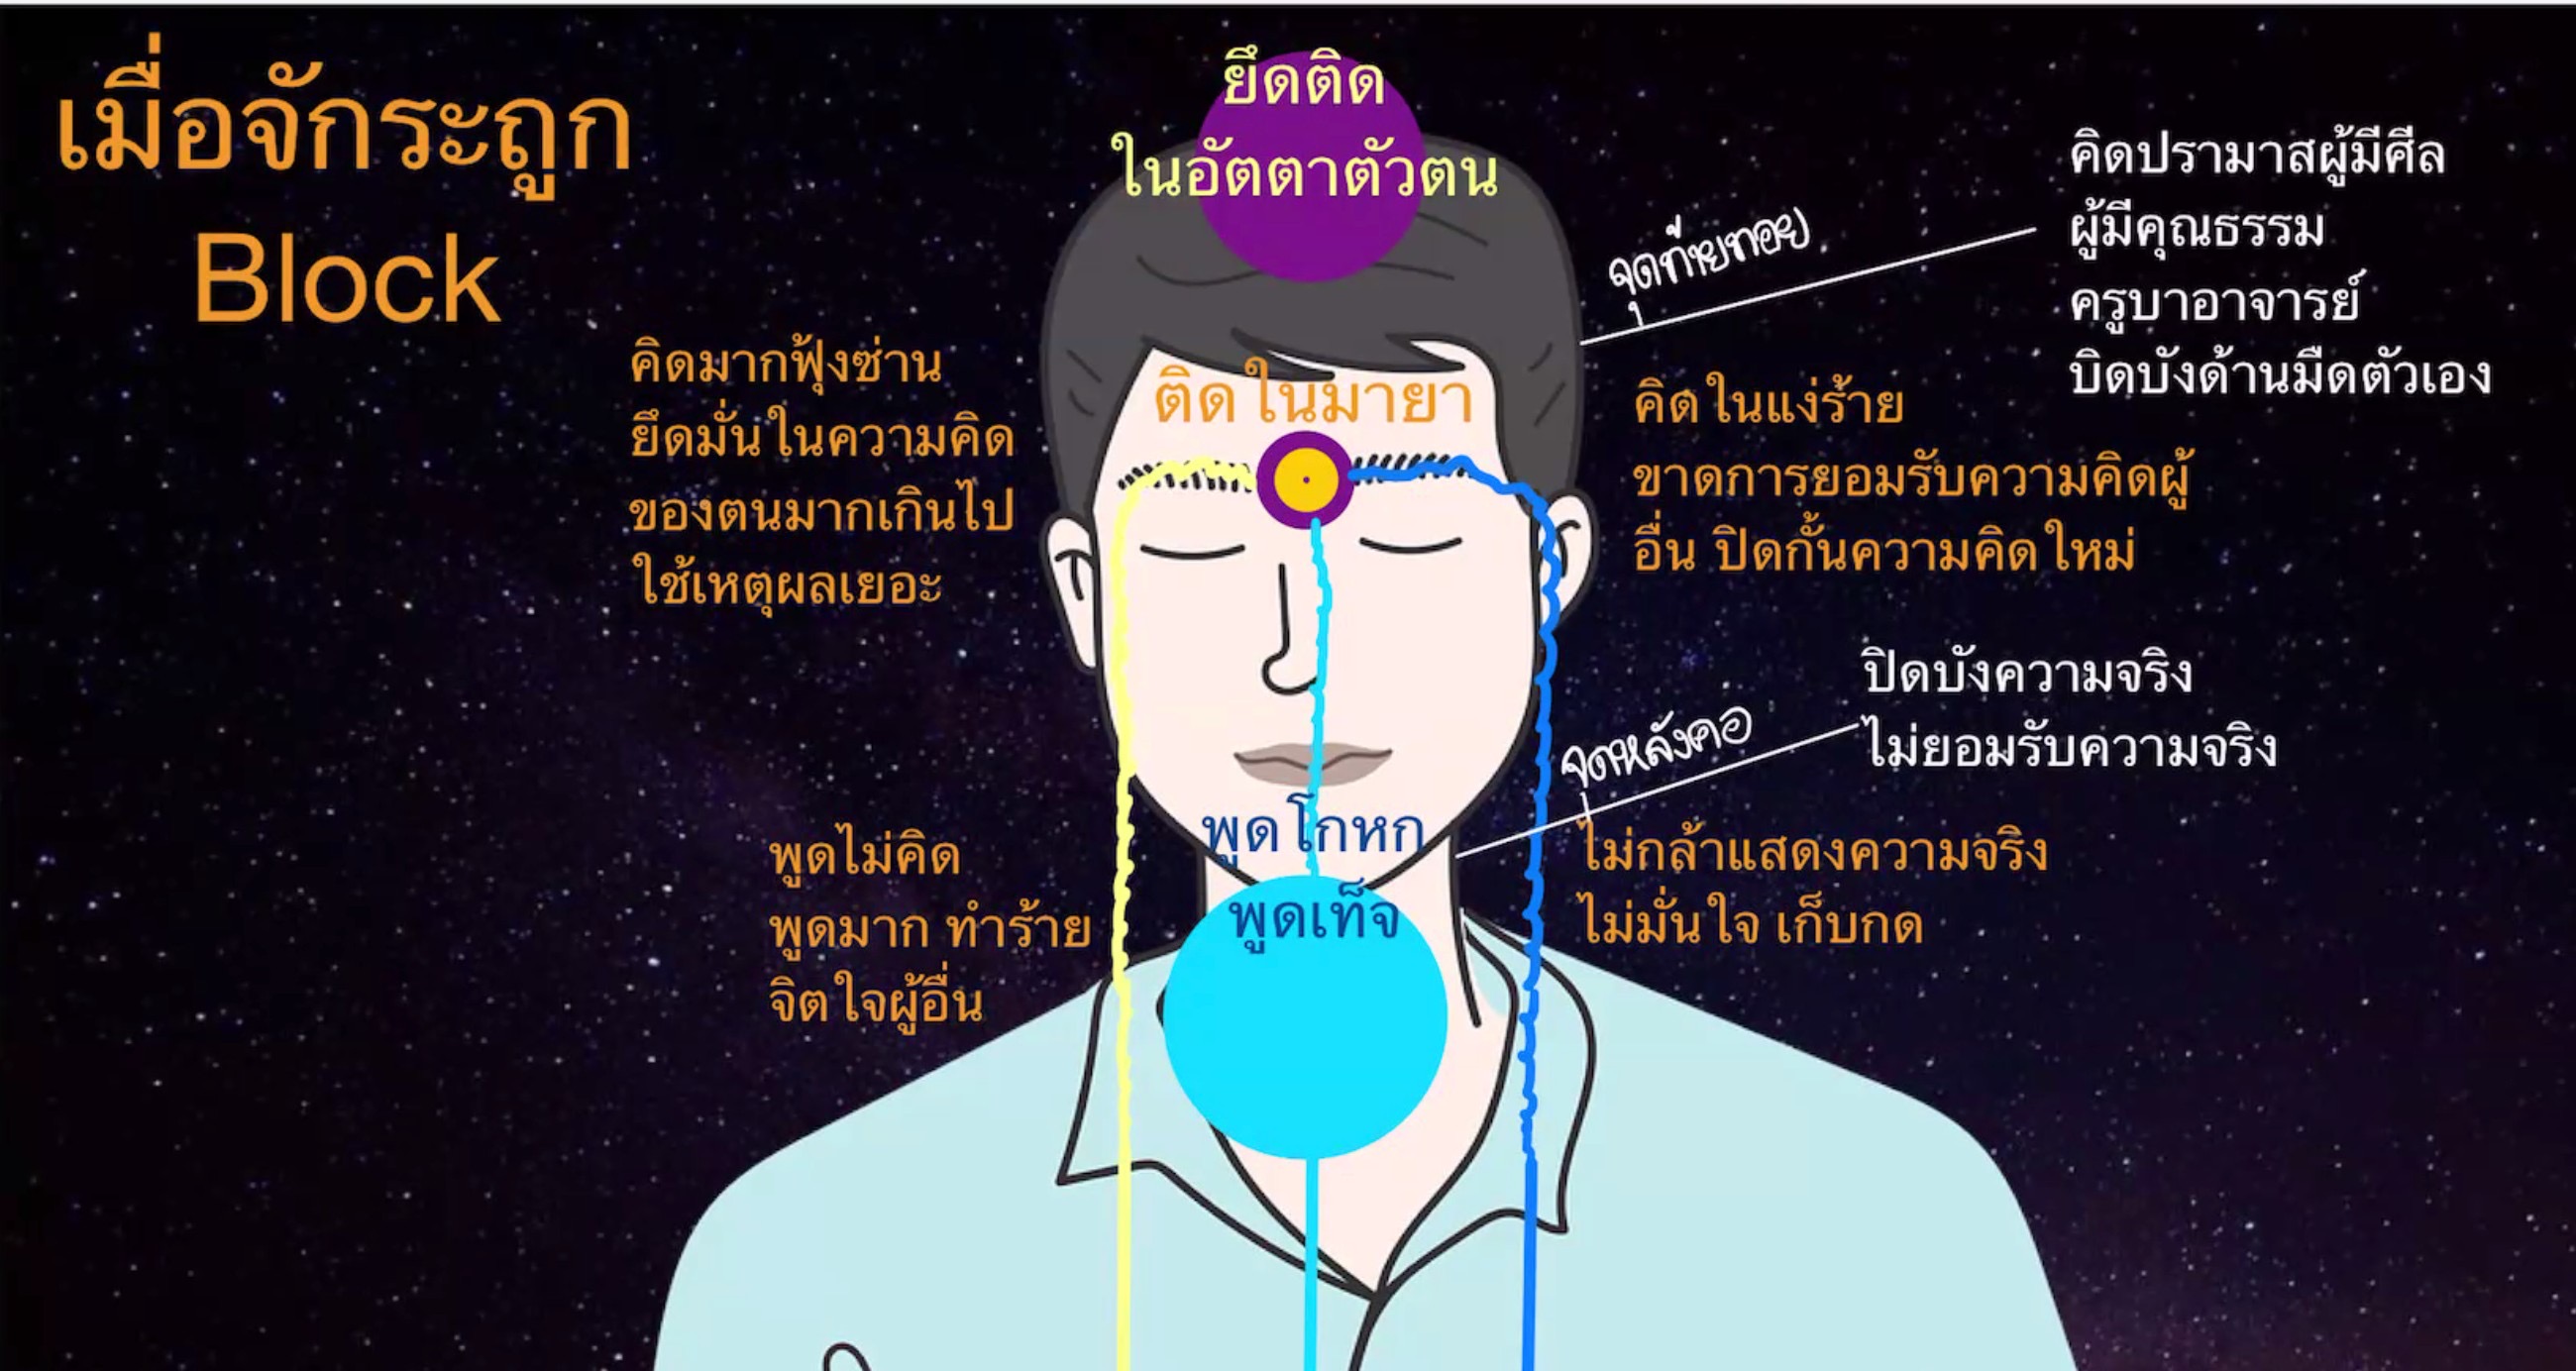 เมื่อจักระถูก
Block
ยึดติด
ในอัตตาตัวตน
จุดท้ายทอย
คิดปรามาสผู้มีศีล
ผู้มีคุณธรรม
ครูบาอาจารย์
บิดบังด้านมืดตัวเอง
คิดมากฟุ้งซ่าน
ยึดมั่นในความคิด
ของตนมากเกินไป
ใช้เหตุผลเยอะ
ติดในมายา
คิดในแง่ร้าย
ขาดการยอมรับความคิดผู้
อื่น ปิดกั้นความคิดใหม่
จุดหลังคอ
ปิดบังความจริง
ไม่ยอมรับความจริง
พูดไม่คิด
พูดมาก ทำร้าย
จิตใจผู้อื่น
พูดโกหก
พูดเท็จ
ไม่กล้าแสดงความจริง
ไม่มั่นใจ เก็บกด